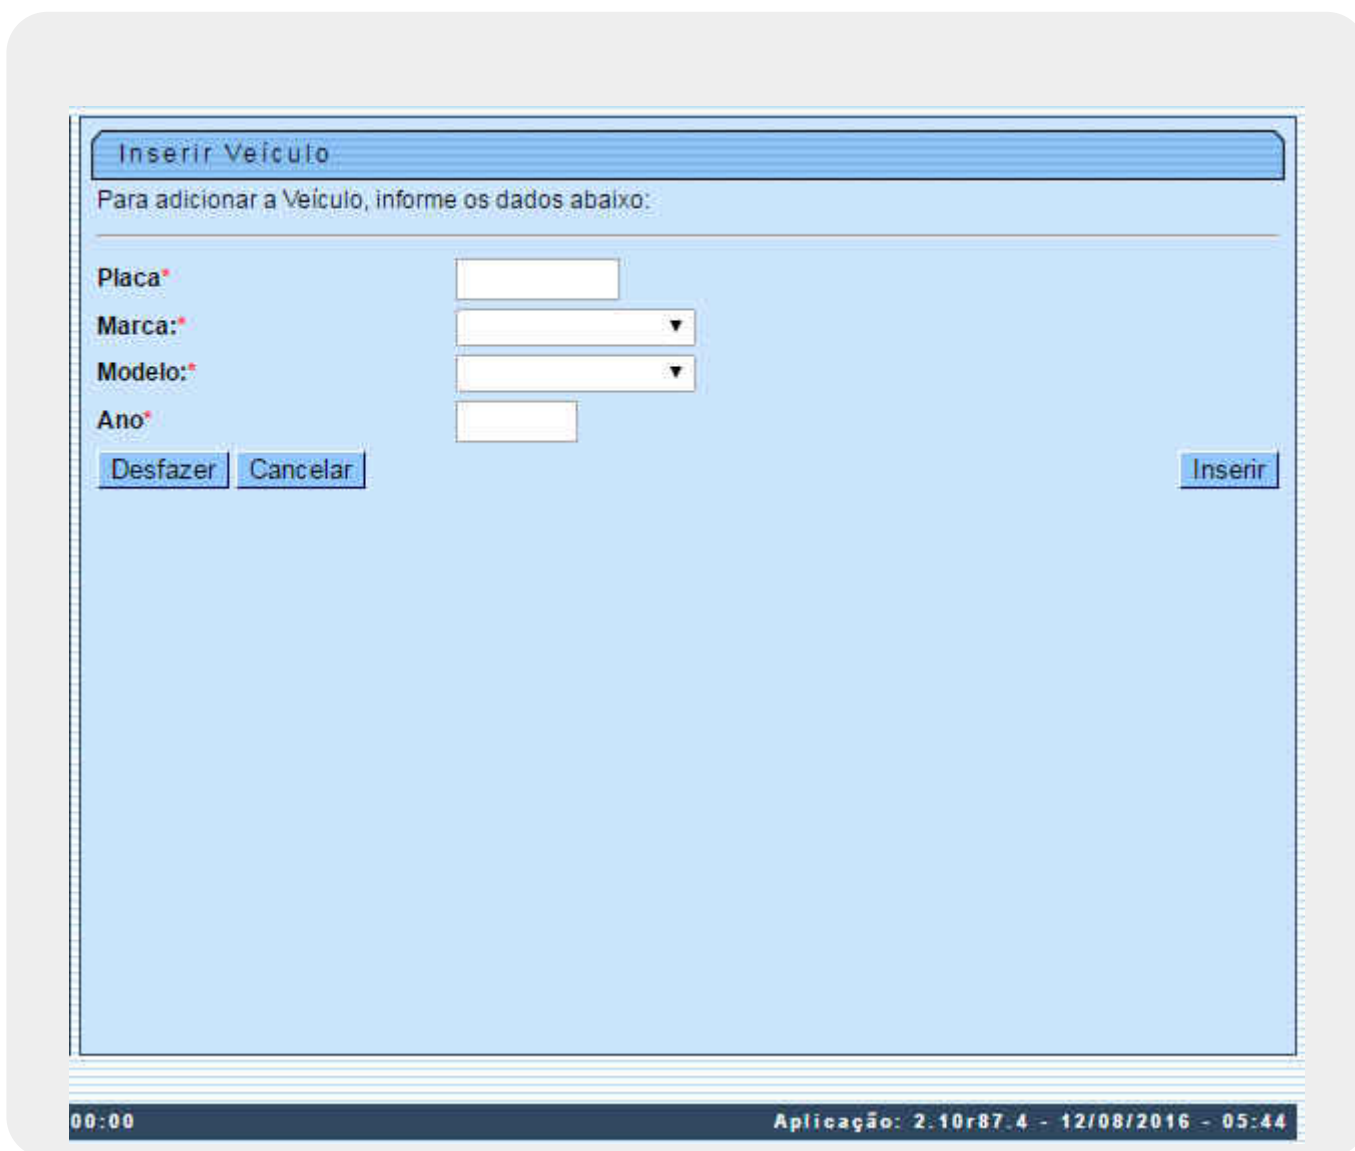 Inserir Veículo
Para adicionar a Veículo, informe os dados abaixo:
Placa*
Marca:*
Modelo:*
Ano*
Desfazer Cancelar Inserir
00:00 Aplicação: 2.10r87.4 - 12/08/2016 - 05:44